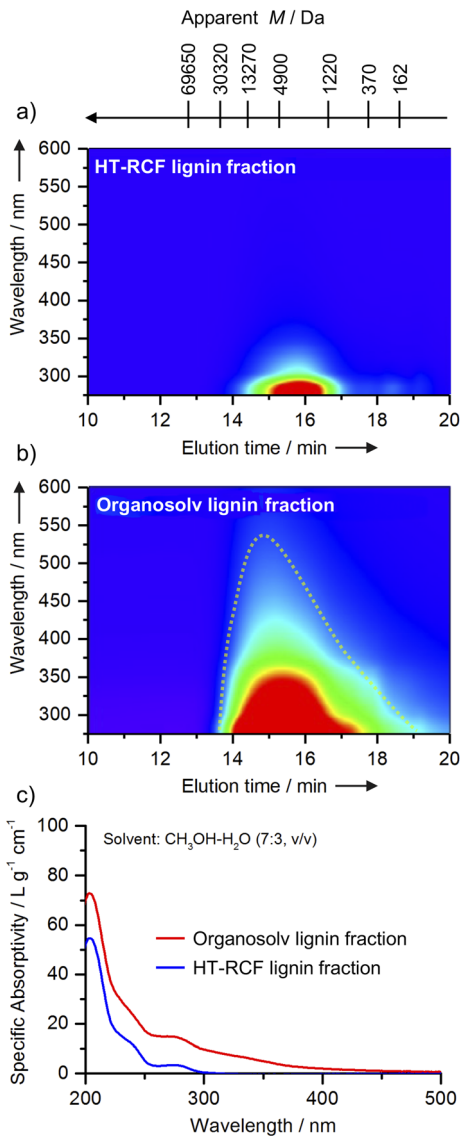 Apparent M / Da
69650 30320 13270 4900 1220 370 162
a)
HT-RCF lignin fraction
Wavelength / nm
600
550
500
450
400
350
300
10 12 14 16 18 20
Elution time / min
b)
Organosolv lignin fraction
Wavelength / nm
600
550
500
450
400
350
300
10 12 14 16 18 20
Elution time / min
c)
Solvent: CH₃OH-H₂O (7:3, v/v)
Organosolv lignin fraction
HT-RCF lignin fraction
Specific Absorptivity / L g⁻¹ cm⁻¹
100
80
60
40
20
0
200 300 400 500
Wavelength / nm